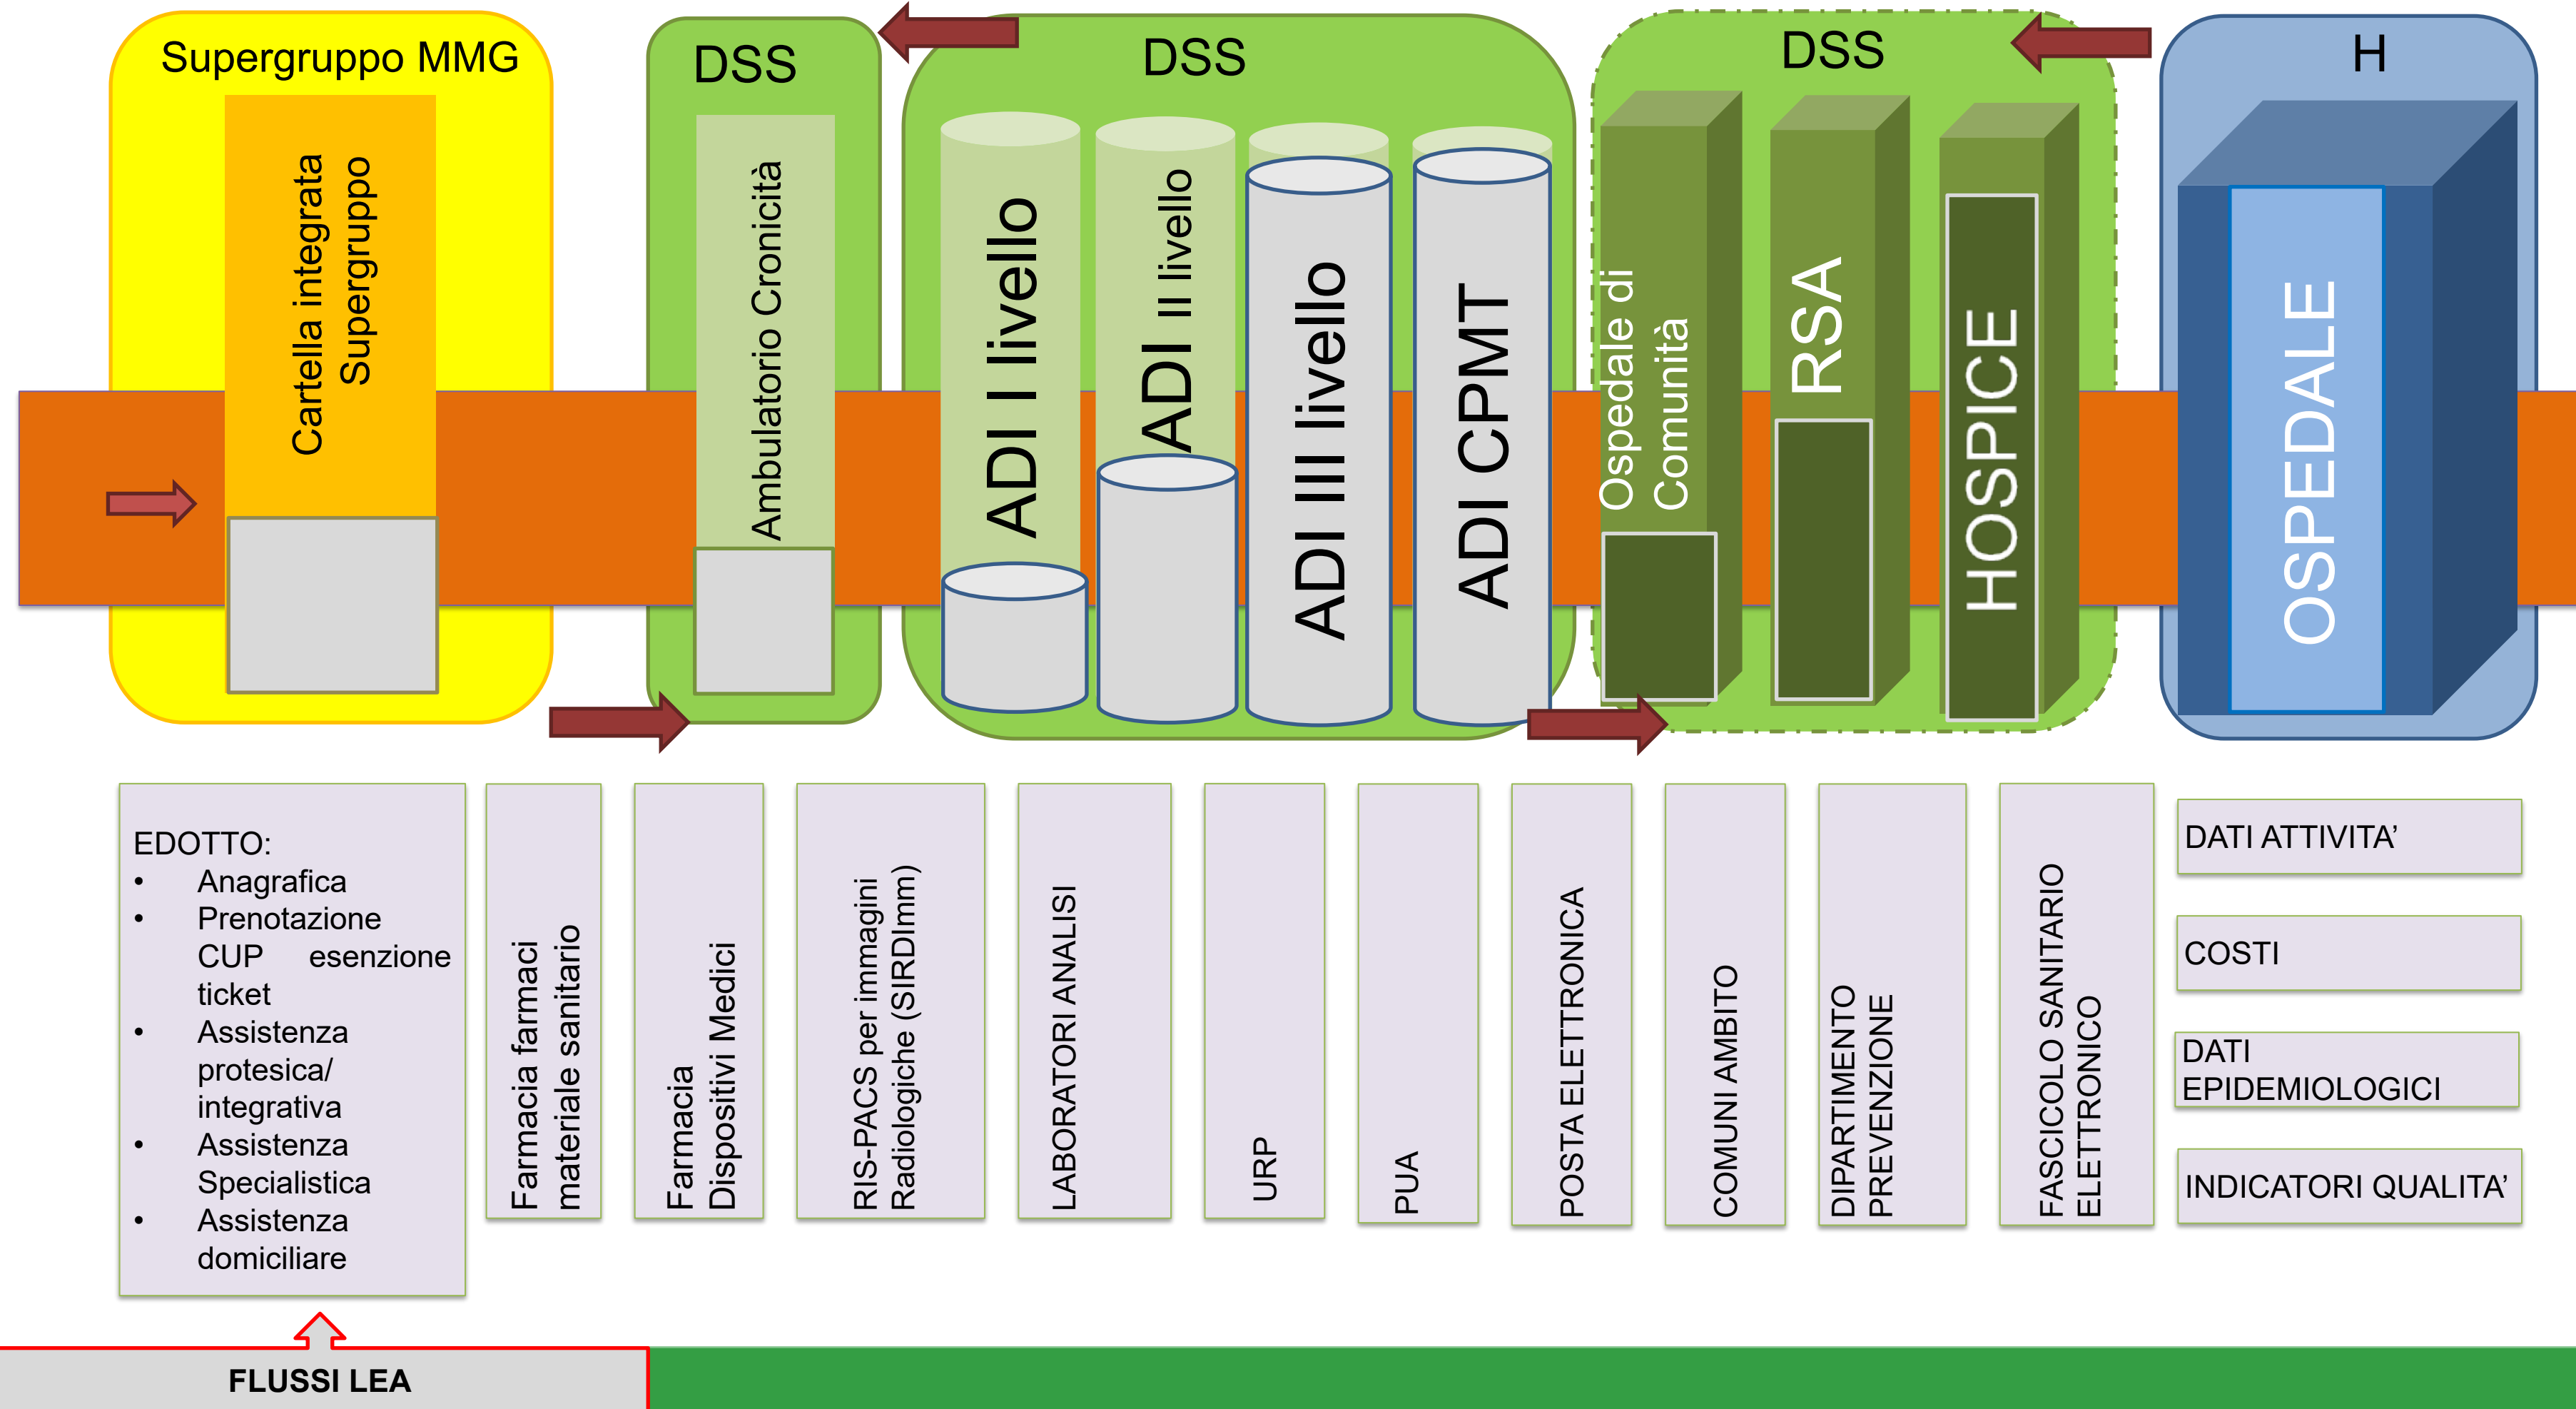 Supergruppo MMG
Cartella integrata
Supergruppo
DSS
Ambulatorio Cronicità
DSS
ADI I livello
ADI II livello
ADI III livello
ADI CPMT
DSS
Ospedale di
Comunità
RSA
HOSPICE
H
OSPEDALE
EDOTTO:
• Anagrafica
• Prenotazione
CUP esenzione
ticket
• Assistenza
protesica/
integrativa
• Assistenza
Specialistica
• Assistenza
domiciliare
Farmacia farmaci
materiale sanitario
Farmacia
Dispositivi Medici
RIS-PACS per immagini
Radiologiche (SIRDImm)
LABORATORI ANALISI
URP
PUA
POSTA ELETTRONICA
COMUNI AMBITO
DIPARTIMENTO
PREVENZIONE
FASCICOLO SANITARIO
ELETTRONICO
DATI ATTIVITA’
COSTI
DATI
EPIDEMIOLOGICI
INDICATORI QUALITA’
FLUSSI LEA